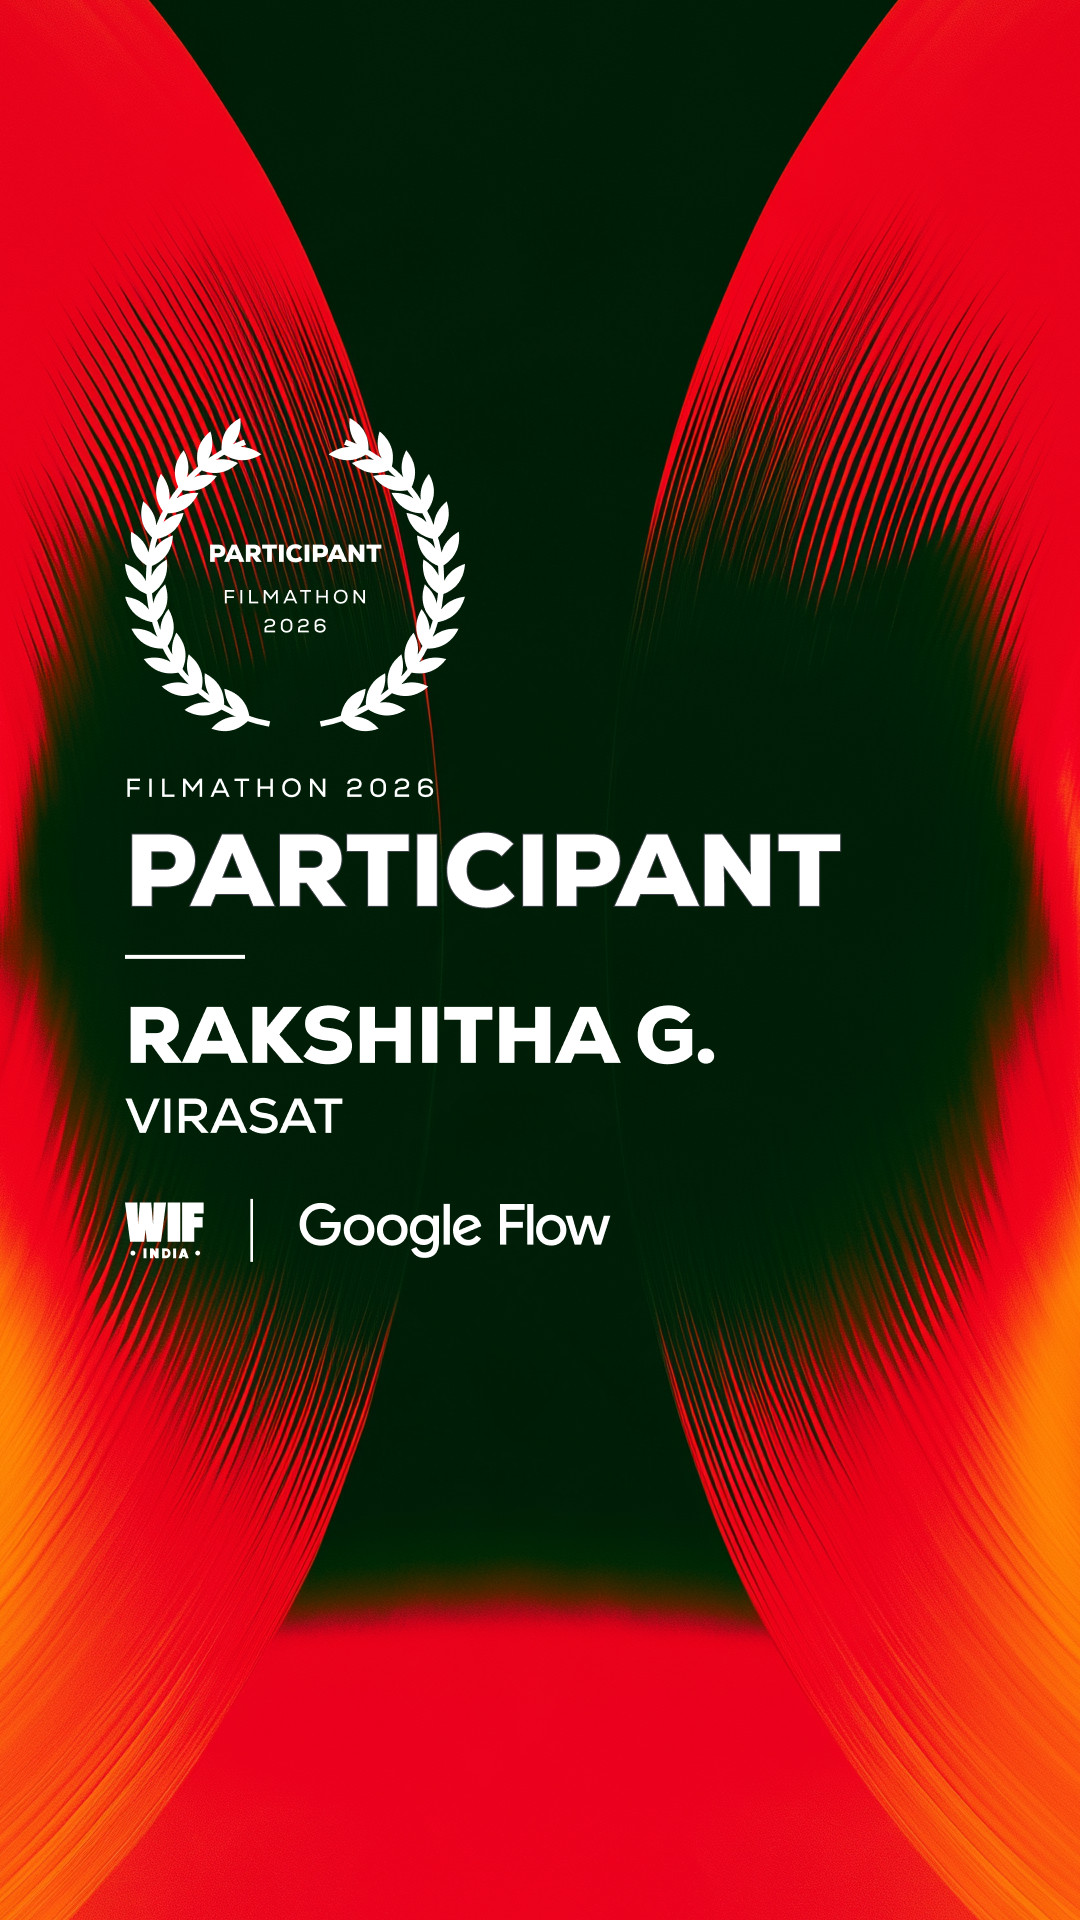 PARTICIPANT
FILMATHON
2026
FILMATHON 2026
PARTICIPANT
RAKSHITHA G.
VIRASAT
WIF
• INDIA •
Google Flow